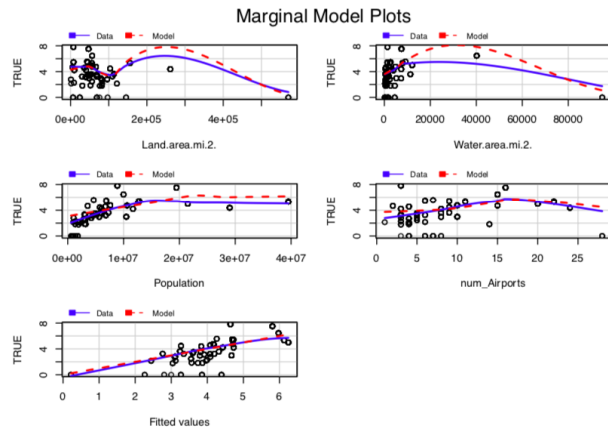 Marginal Model Plots
Data Model
TRUE
0 4 8
0e+00 2e+05 4e+05
Land.area.mi.2.
Data Model
TRUE
0 4 8
0 20000 40000 60000 80000
Water.area.mi.2.
Data Model
TRUE
0 4 8
0e+00 1e+07 2e+07 3e+07 4e+07
Population
Data Model
TRUE
0 4 8
0 5 10 15 20 25
num_Airports
Data Model
TRUE
0 4 8
0 1 2 3 4 5 6
Fitted values